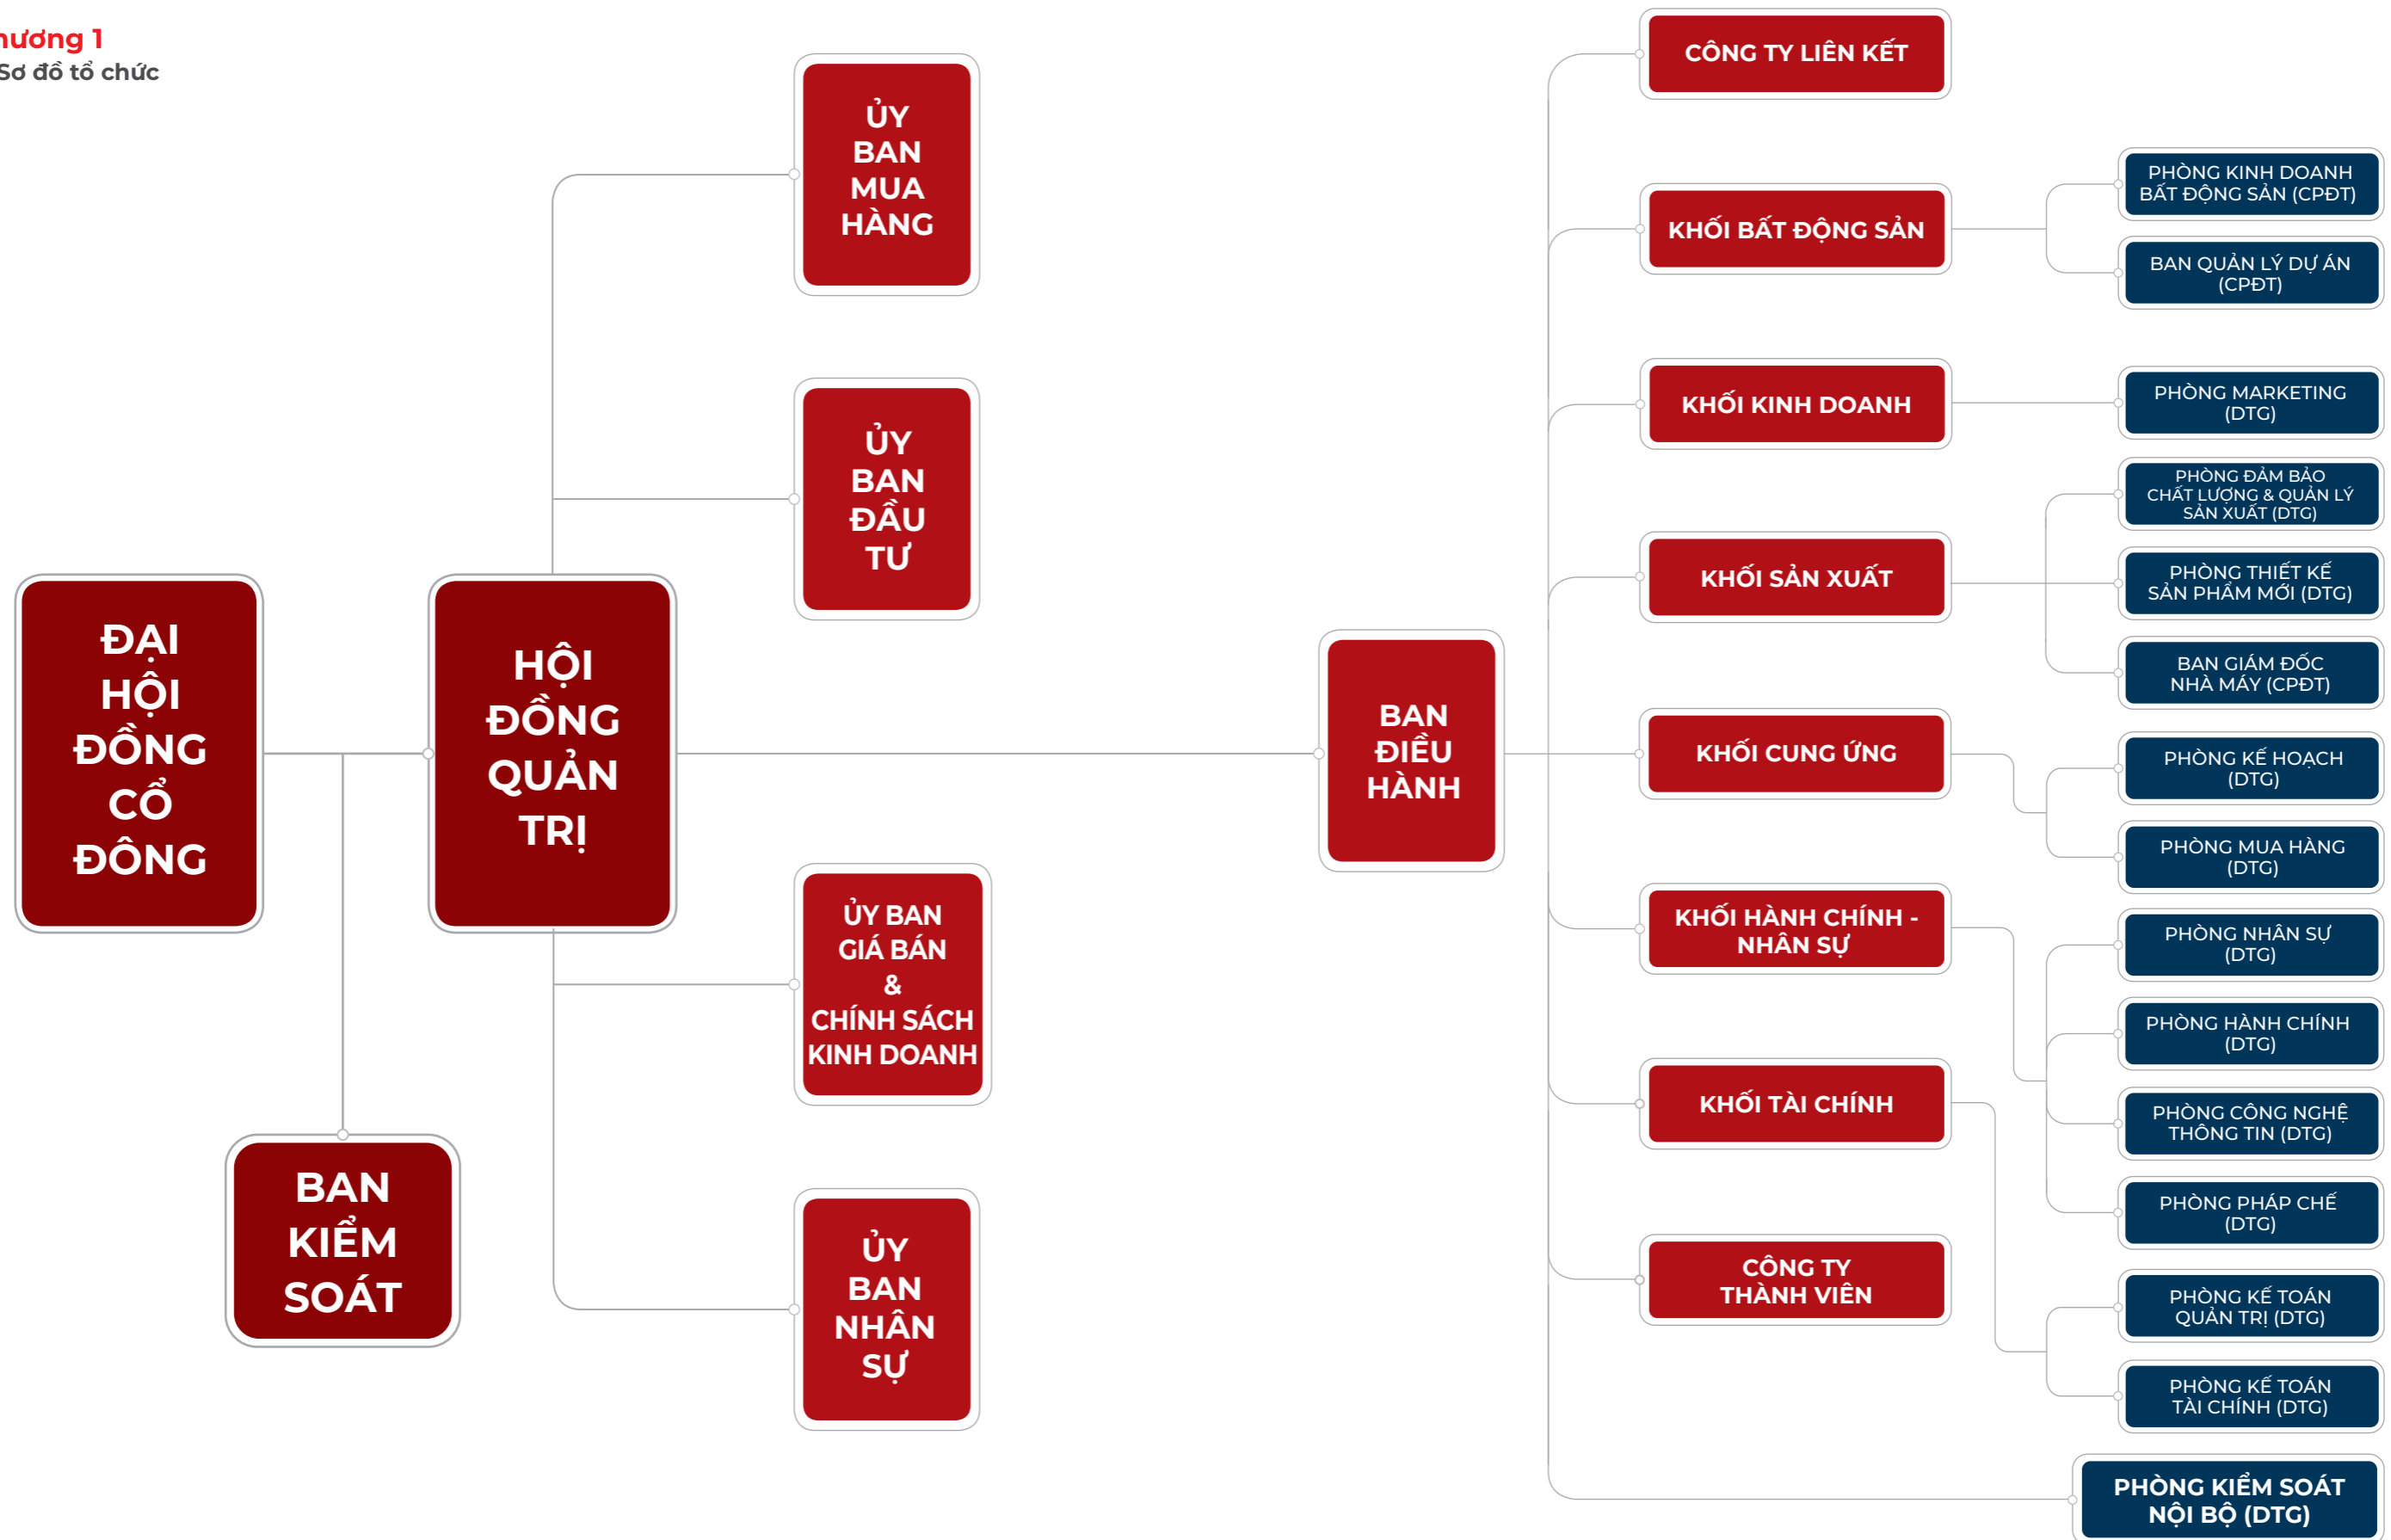 hương 1
Sơ đồ tổ chức
ĐẠI
HỘI
ĐỒNG
CỔ
ĐÔNG
BAN
KIỂM
SOÁT
HỘI
ĐỒNG
QUẢN
TRỊ
ỦY
BAN
MUA
HÀNG
ỦY
BAN
ĐẦU
TƯ
ỦY BAN
GIÁ BÁN
&
CHÍNH SÁCH
KINH DOANH
ỦY
BAN
NHÂN
SỰ
BAN
ĐIỀU
HÀNH
CÔNG TY LIÊN KẾT
KHỐI BẤT ĐỘNG SẢN
KHỐI KINH DOANH
KHỐI SẢN XUẤT
KHỐI CUNG ỨNG
KHỐI HÀNH CHÍNH -
NHÂN SỰ
KHỐI TÀI CHÍNH
CÔNG TY
THÀNH VIÊN
PHÒNG KINH DOANH
BẤT ĐỘNG SẢN (CPĐT)
BAN QUẢN LÝ DỰ ÁN
(CPĐT)
PHÒNG MARKETING
(DTG)
PHÒNG ĐẢM BẢO
CHẤT LƯỢNG & QUẢN LÝ
SẢN XUẤT (DTG)
PHÒNG THIẾT KẾ
SẢN PHẨM MỚI (DTG)
BAN GIÁM ĐỐC
NHÀ MÁY (CPĐT)
PHÒNG KẾ HOẠCH
(DTG)
PHÒNG MUA HÀNG
(DTG)
PHÒNG NHÂN SỰ
(DTG)
PHÒNG HÀNH CHÍNH
(DTG)
PHÒNG CÔNG NGHỆ
THÔNG TIN (DTG)
PHÒNG PHÁP CHẾ
(DTG)
PHÒNG KẾ TOÁN
QUẢN TRỊ (DTG)
PHÒNG KẾ TOÁN
TÀI CHÍNH (DTG)
PHÒNG KIỂM SOÁT
NỘI BỘ (DTG)